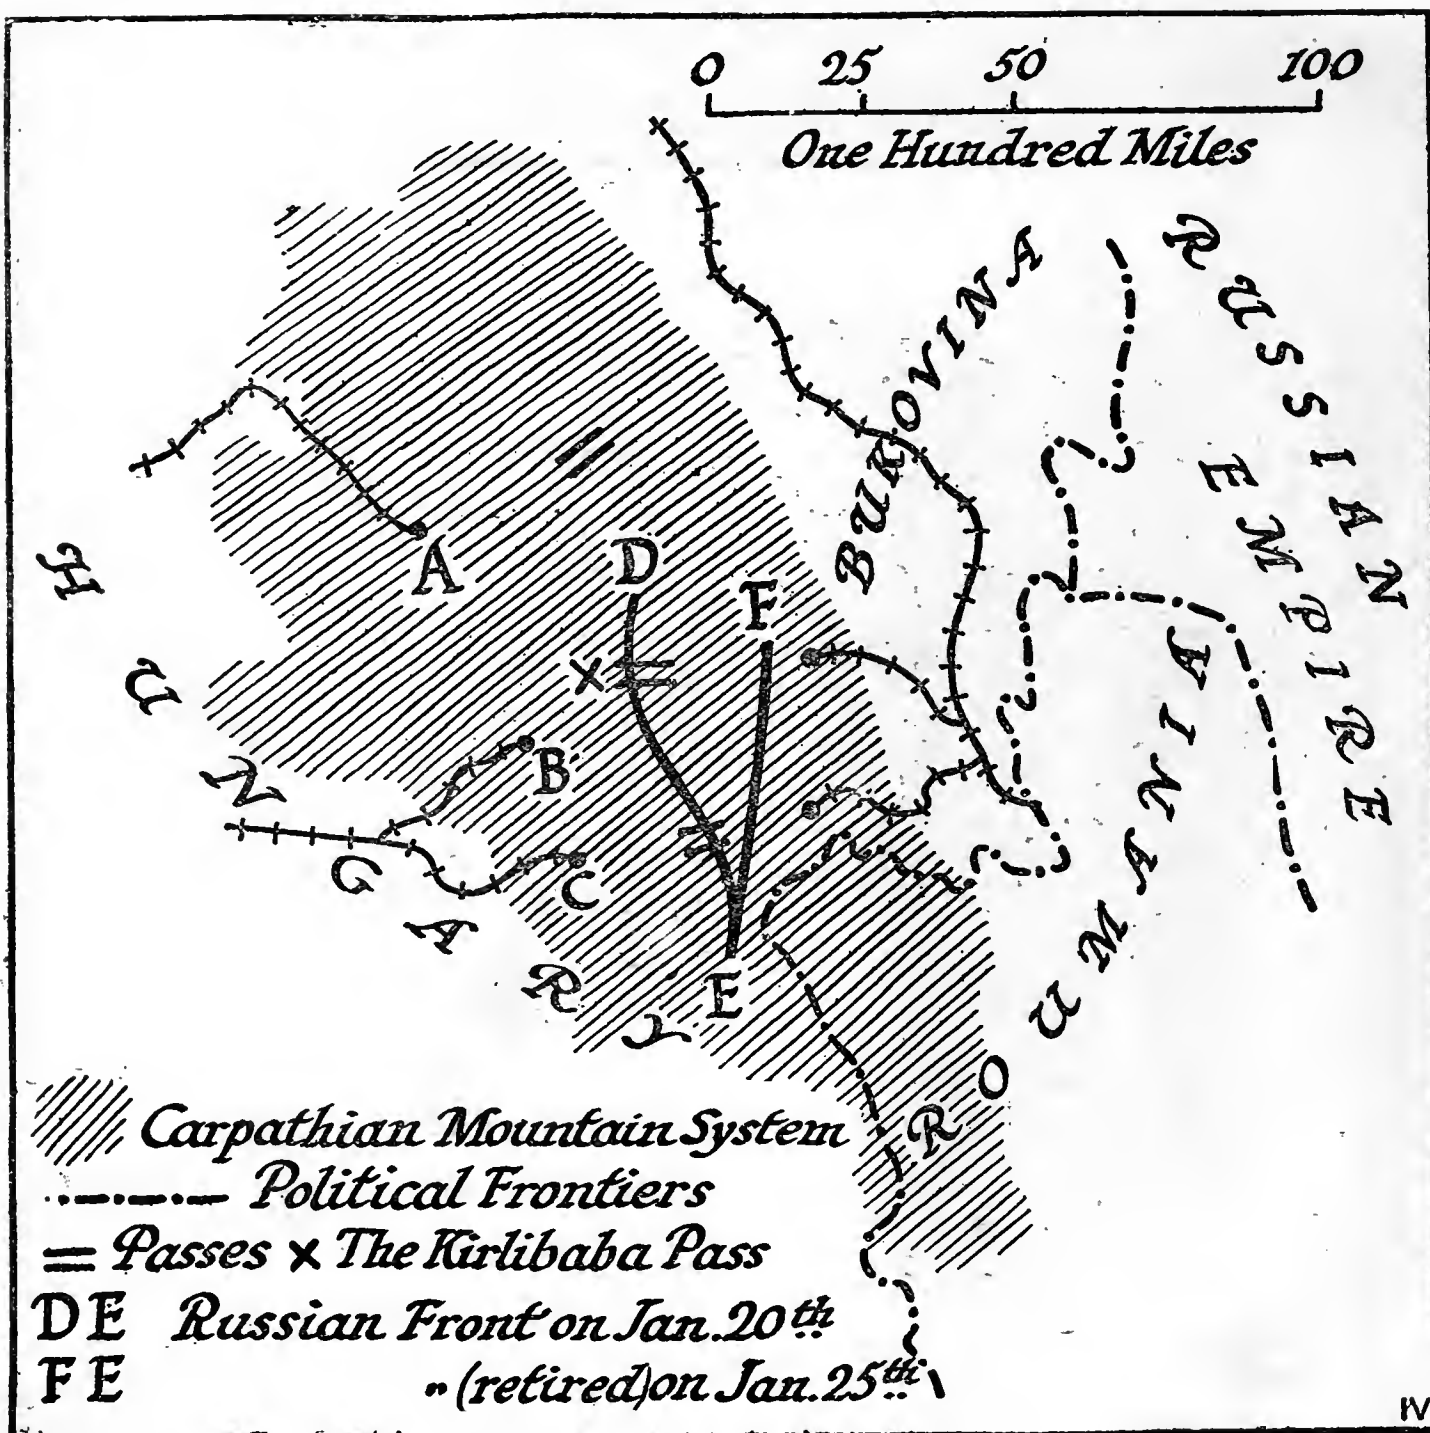 0 25 50 100
One Hundred Miles
BUKOVINA
RUSSIAN
EMPIRE
HUNGARY
ROUMANIA
A
D
F
X
B
C
E
Carpathian Mountain System
Political Frontiers
= Passes × The Kirlibaba Pass
DE Russian Front on Jan. 20th
FE " (retired) on Jan. 25th
IV